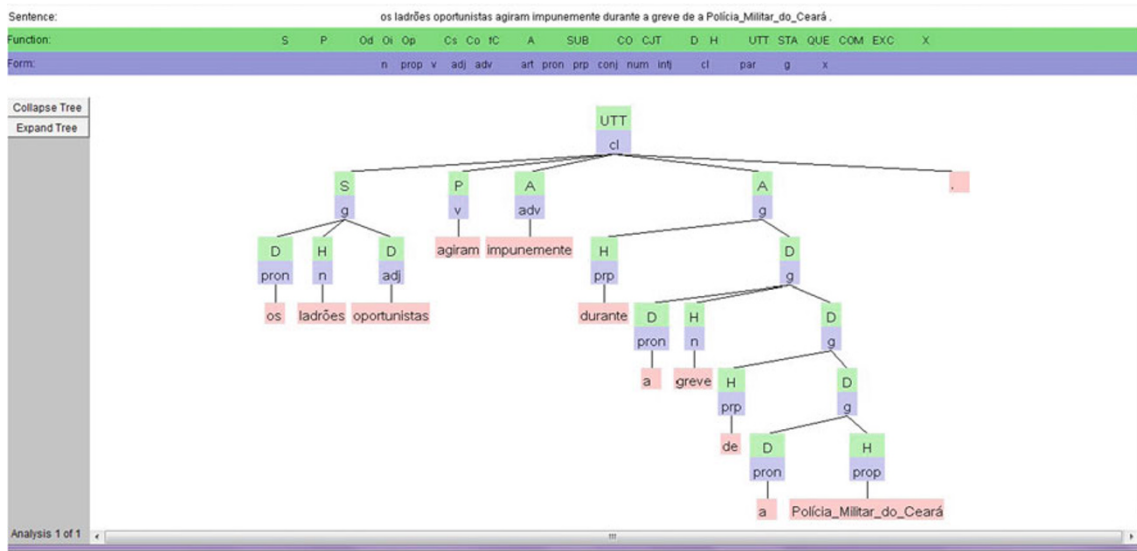 Sentence: os ladrões oportunistas agiram impunemente durante a greve de a Polícia_Militar_do_Ceará .
Function: S P Od Oi Op Cs Co fC A SUB CO CJT D H UTT STA QUE COM EXC X
Form: n prop v adj adv art pron prp conj num intj cl par g x
Collapse Tree
Expand Tree
UTT
cl
S P A A .
g v adv g
D H D agiram impunemente H D
pron n adj prp g
os ladrões oportunistas durante D H D
pron n g
a greve H D
prp g
de D H
pron prop
a Polícia_Militar_do_Ceará
Analysis 1 of 1